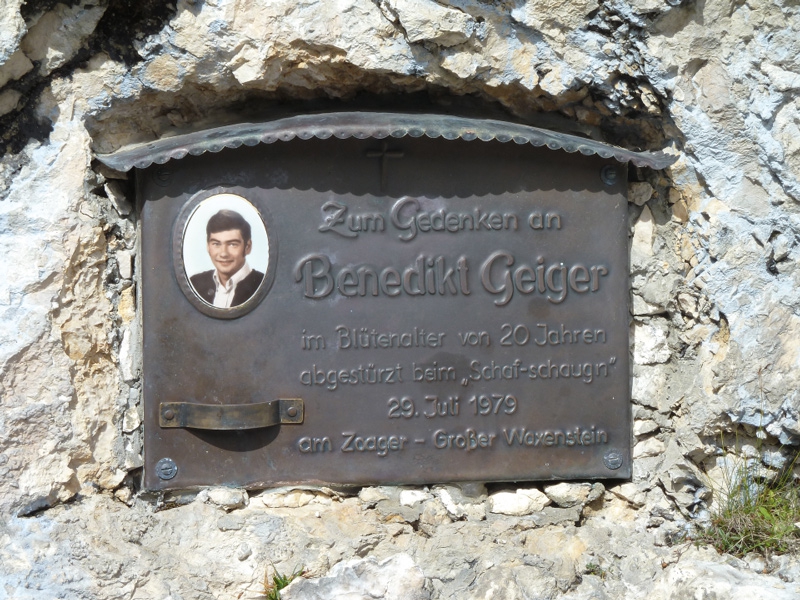 Zum Gedenken an
Benedikt Geiger
im Blütenalter von 20 Jahren
abgestürzt beim „Schaf-schaugn"
29. Juli 1979
am Zoager - Großer Waxenstein